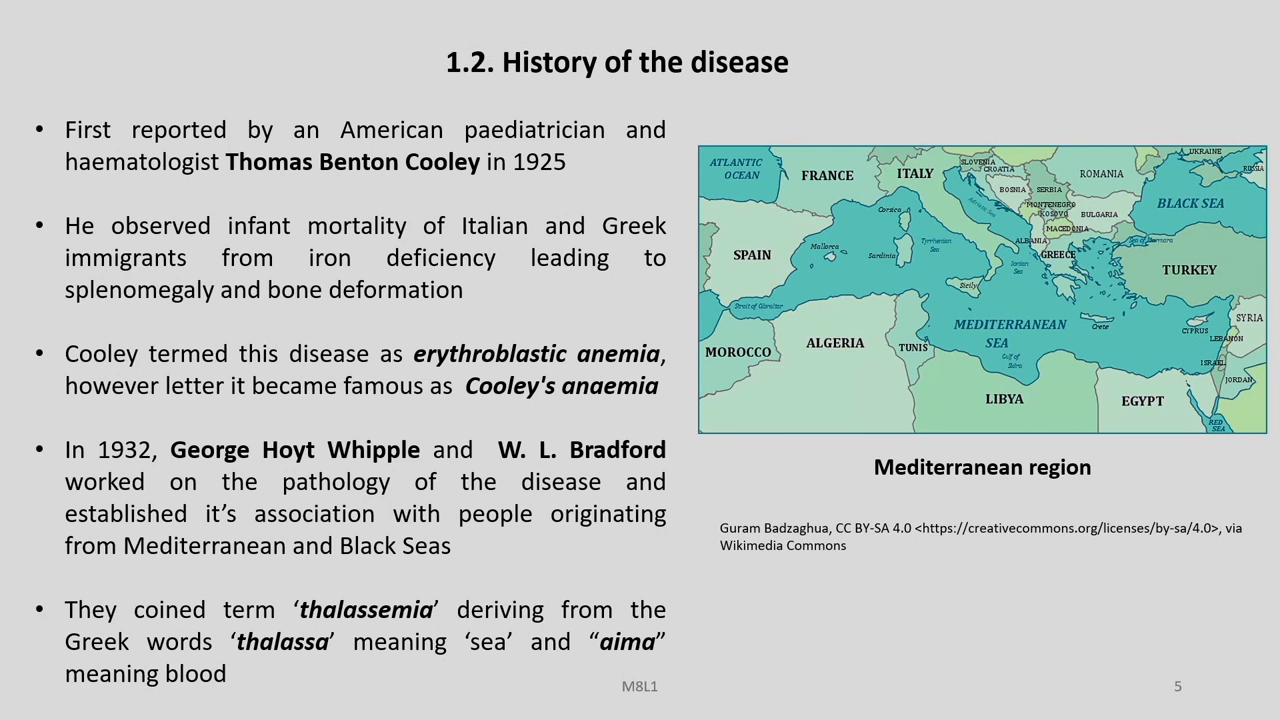 1.2. History of the disease
• First reported by an American paediatrician and
haematologist Thomas Benton Cooley in 1925
• He observed infant mortality of Italian and Greek
immigrants from iron deficiency leading to
splenomegaly and bone deformation
• Cooley termed this disease as erythroblastic anemia,
however letter it became famous as Cooley's anaemia
• In 1932, George Hoyt Whipple and W. L. Bradford
worked on the pathology of the disease and
established it’s association with people originating
from Mediterranean and Black Seas
• They coined term ‘thalassemia’ deriving from the
Greek words ‘thalassa’ meaning ‘sea’ and “aima”
meaning blood
ATLANTIC
OCEAN
FRANCE
ITALY
SLOVENIA
CROATIA
BOSNIA
SERBIA
MONTENEGRO
KOSOVO
MACEDONIA
ALBANIA
ROMANIA
BULGARIA
UKRAINE
RUSSIA
BLACK SEA
Adriatic Sea
Corsica
Sardinia
Mallorca
Tyrrhenian
Sea
Ionian
Sea
Sicily
SPAIN
GREECE
Sea of Marmara
TURKEY
Strait of Gibraltar
MEDITERRANEAN
SEA
Crete
CYPRUS
SYRIA
LEBANON
ISRAEL
JORDAN
MOROCCO
ALGERIA
TUNIS
Gulf of
Sidra
LIBYA
EGYPT
RED
SEA
Mediterranean region
Guram Badzaghua, CC BY-SA 4.0 <https://creativecommons.org/licenses/by-sa/4.0>, via
Wikimedia Commons
M8L1
5